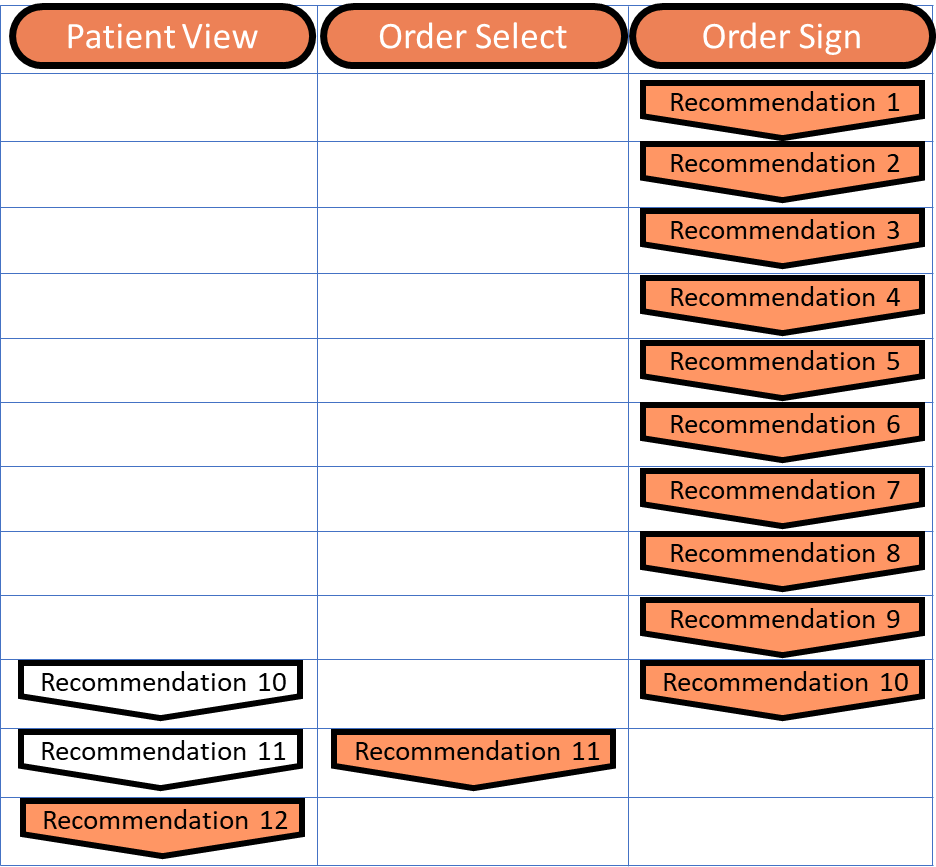 Patient View Order Select Order Sign
Recommendation 1
Recommendation 2
Recommendation 3
Recommendation 4
Recommendation 5
Recommendation 6
Recommendation 7
Recommendation 8
Recommendation 9
Recommendation 10 Recommendation 10
Recommendation 11 Recommendation 11
Recommendation 12